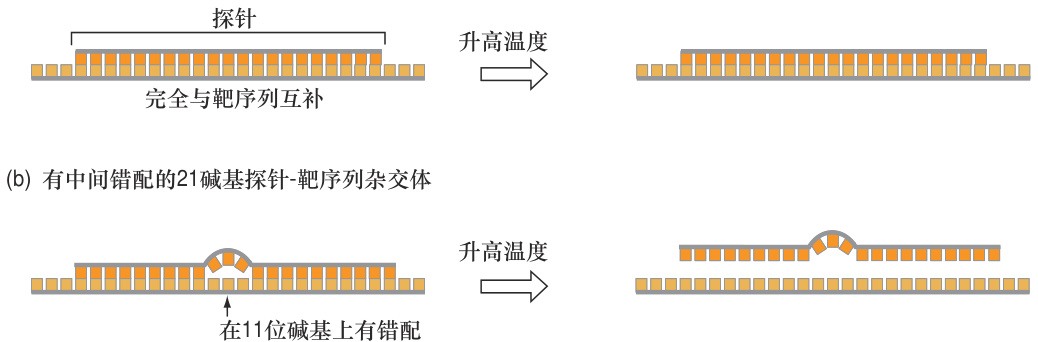 探针
升高温度
完全与靶序列互补
(b) 有中间错配的21碱基探针-靶序列杂交体
升高温度
在11位碱基上有错配